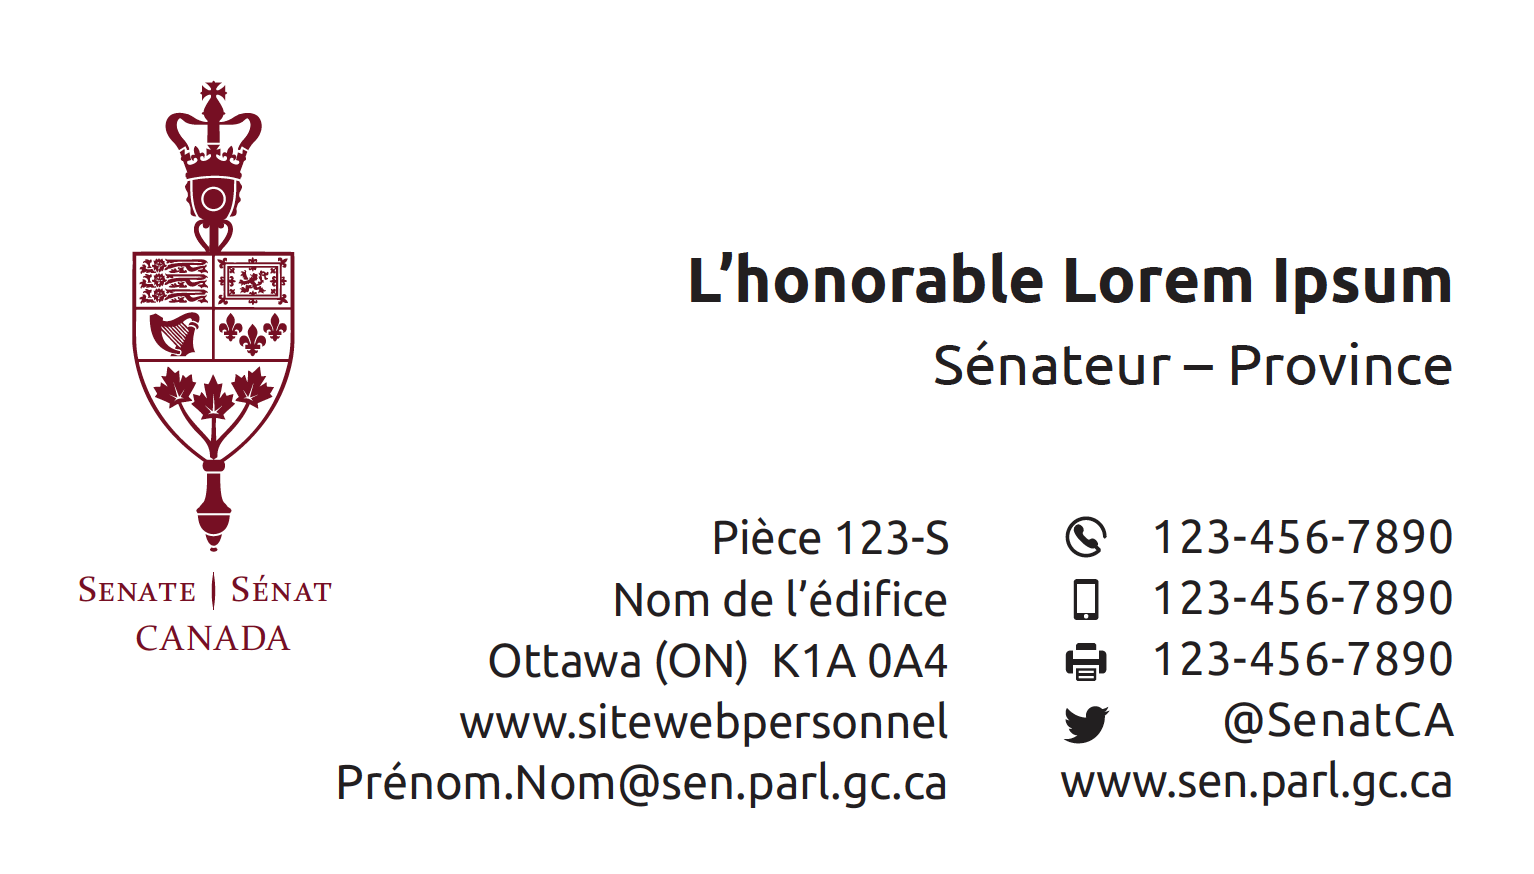 SENATE | SÉNAT
CANADA
L’honorable Lorem Ipsum
Sénateur – Province
Pièce 123-S
Nom de l’édifice
Ottawa (ON)  K1A 0A4
www.sitewebpersonnel
Prénom.Nom@sen.parl.gc.ca
123-456-7890
123-456-7890
123-456-7890
@SenatCA
www.sen.parl.gc.ca